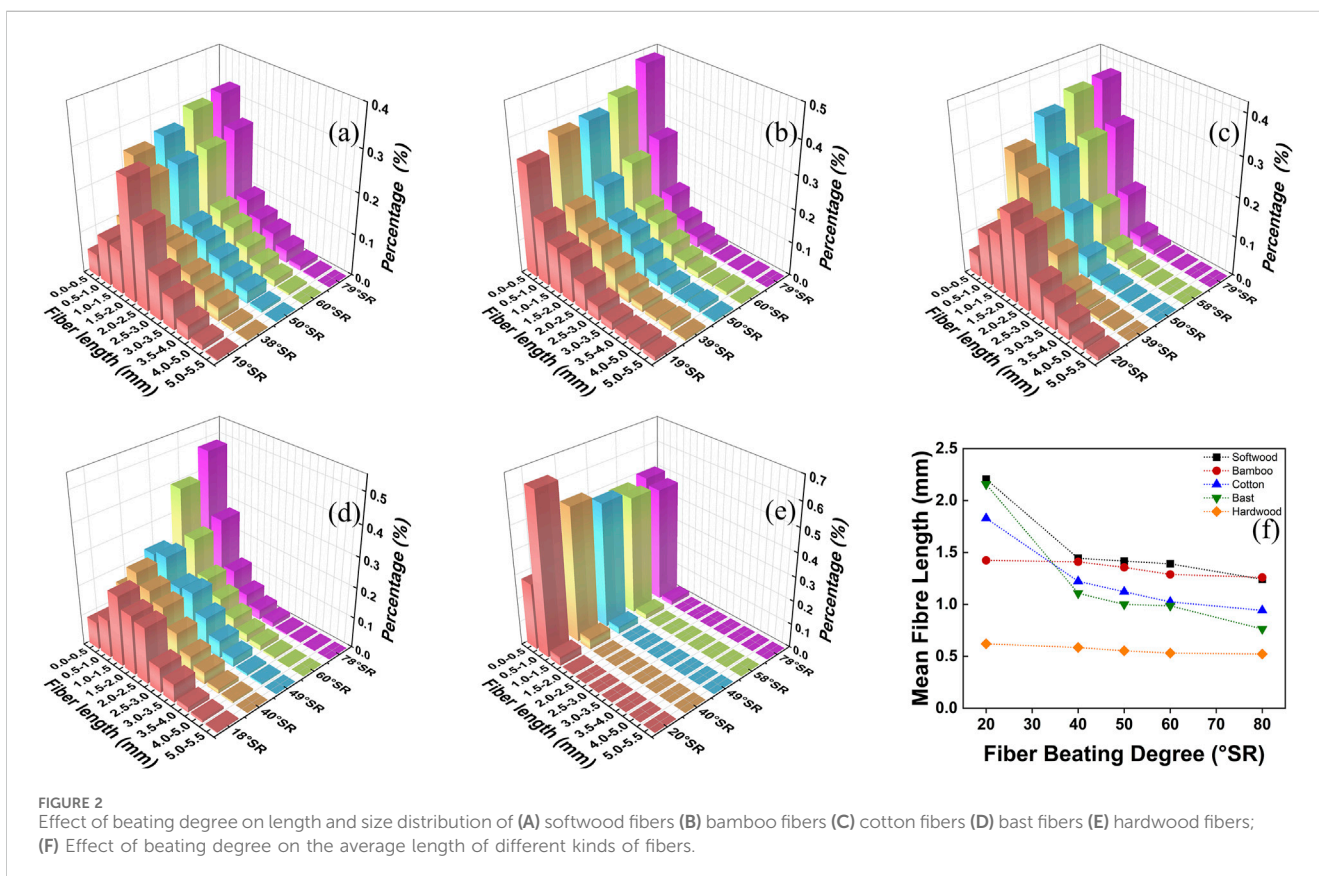 (a)
0.4
0.3
0.2
0.1
0.0
Percentage (%)
0.0-0.5
0.5-1.0
1.0-1.5
1.5-2.0
2.0-2.5
2.5-3.0
3.0-3.5
3.5-4.0
4.0-5.0
5.0-5.5
Fiber length (mm)
19°SR
38°SR
50°SR
60°SR
79°SR
(b)
0.5
0.4
0.3
0.2
0.1
0.0
Percentage (%)
0.0-0.5
0.5-1.0
1.0-1.5
1.5-2.0
2.0-2.5
2.5-3.0
3.0-3.5
3.5-4.0
4.0-5.0
5.0-5.5
Fiber length (mm)
19°SR
39°SR
50°SR
60°SR
79°SR
(c)
0.4
0.3
0.2
0.1
0.0
Percentage (%)
0.0-0.5
0.5-1.0
1.0-1.5
1.5-2.0
2.0-2.5
2.5-3.0
3.0-3.5
3.5-4.0
4.0-5.0
5.0-5.5
Fiber length (mm)
20°SR
39°SR
50°SR
58°SR
79°SR
(d)
0.5
0.4
0.3
0.2
0.1
0.0
Percentage (%)
0.0-0.5
0.5-1.0
1.0-1.5
1.5-2.0
2.0-2.5
2.5-3.0
3.0-3.5
3.5-4.0
4.0-5.0
5.0-5.5
Fiber length (mm)
18°SR
40°SR
49°SR
60°SR
78°SR
(e)
0.7
0.6
0.5
0.4
0.3
0.2
0.1
0.0
Percentage (%)
0.0-0.5
0.5-1.0
1.0-1.5
1.5-2.0
2.0-2.5
2.5-3.0
3.0-3.5
3.5-4.0
4.0-5.0
5.0-5.5
Fiber length (mm)
20°SR
40°SR
49°SR
58°SR
78°SR
(f)
Softwood
Bamboo
Cotton
Bast
Hardwood
2.5
2.0
1.5
1.0
0.5
0.0
Mean Fibre Length (mm)
20 30 40 50 60 70 80
Fiber Beating Degree (°SR)
FIGURE 2
Effect of beating degree on length and size distribution of (A) softwood fibers (B) bamboo fibers (C) cotton fibers (D) bast fibers (E) hardwood fibers;
(F) Effect of beating degree on the average length of different kinds of fibers.